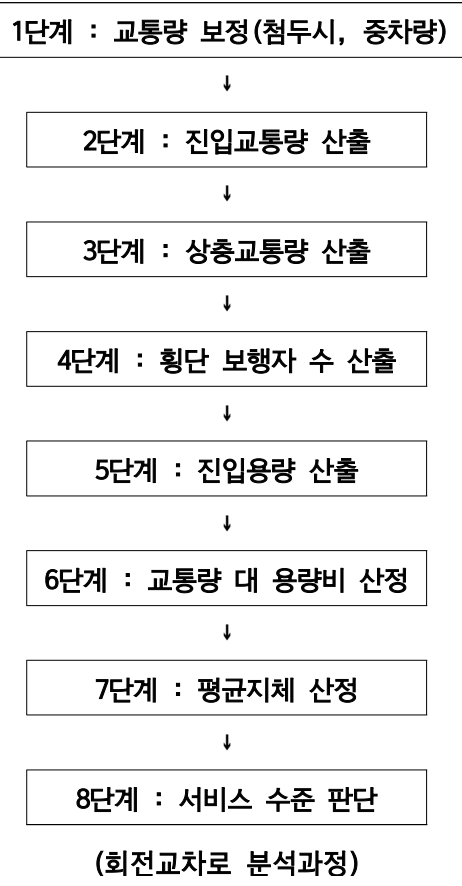 1단계 : 교통량 보정(첨두시, 중차량)
↓
2단계 : 진입교통량 산출
↓
3단계 : 상충교통량 산출
↓
4단계 : 횡단 보행자 수 산출
↓
5단계 : 진입용량 산출
↓
6단계 : 교통량 대 용량비 산정
↓
7단계 : 평균지체 산정
↓
8단계 : 서비스 수준 판단
(회전교차로 분석과정)